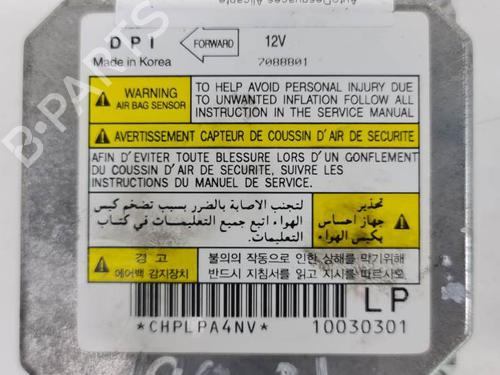 AutoDesguaces Alicante
D P I FORWARD 12V
Made in Korea 7088801
WARNING
AIR BAG SENSOR
TO HELP AVOID PERSONAL INJURY DUE
TO UNWANTED INFLATION FOLLOW ALL
INSTRUCTION IN THE SERVICE MANUAL
AVERTISSEMENT CAPTEUR DE COUSSIN D'AIR DE SECURITE
AFIN D'EVITER TOUTE BLESSURE LORS D'UN GONFLEMENT
DU COUSSIN D'AIR DE SECURITE, SUIVRE LES
INSTRUCTIONS DU MANUEL DE SERVICE.
تحذير
جهاز احساس
بكيس الهواء
لتجنب الاصابة بالضرر بسبب تضخم كيس
الهواء اتبع جميع التعليمات في كتاب
التعليمات.
경 고
에어백 감지장치
불의의 작동으로 인한 상해를 막기위해
반드시 지침서를 읽고 지시를 따르시오
LP
*CHPLPA4NV* 10030301
B-PARTS